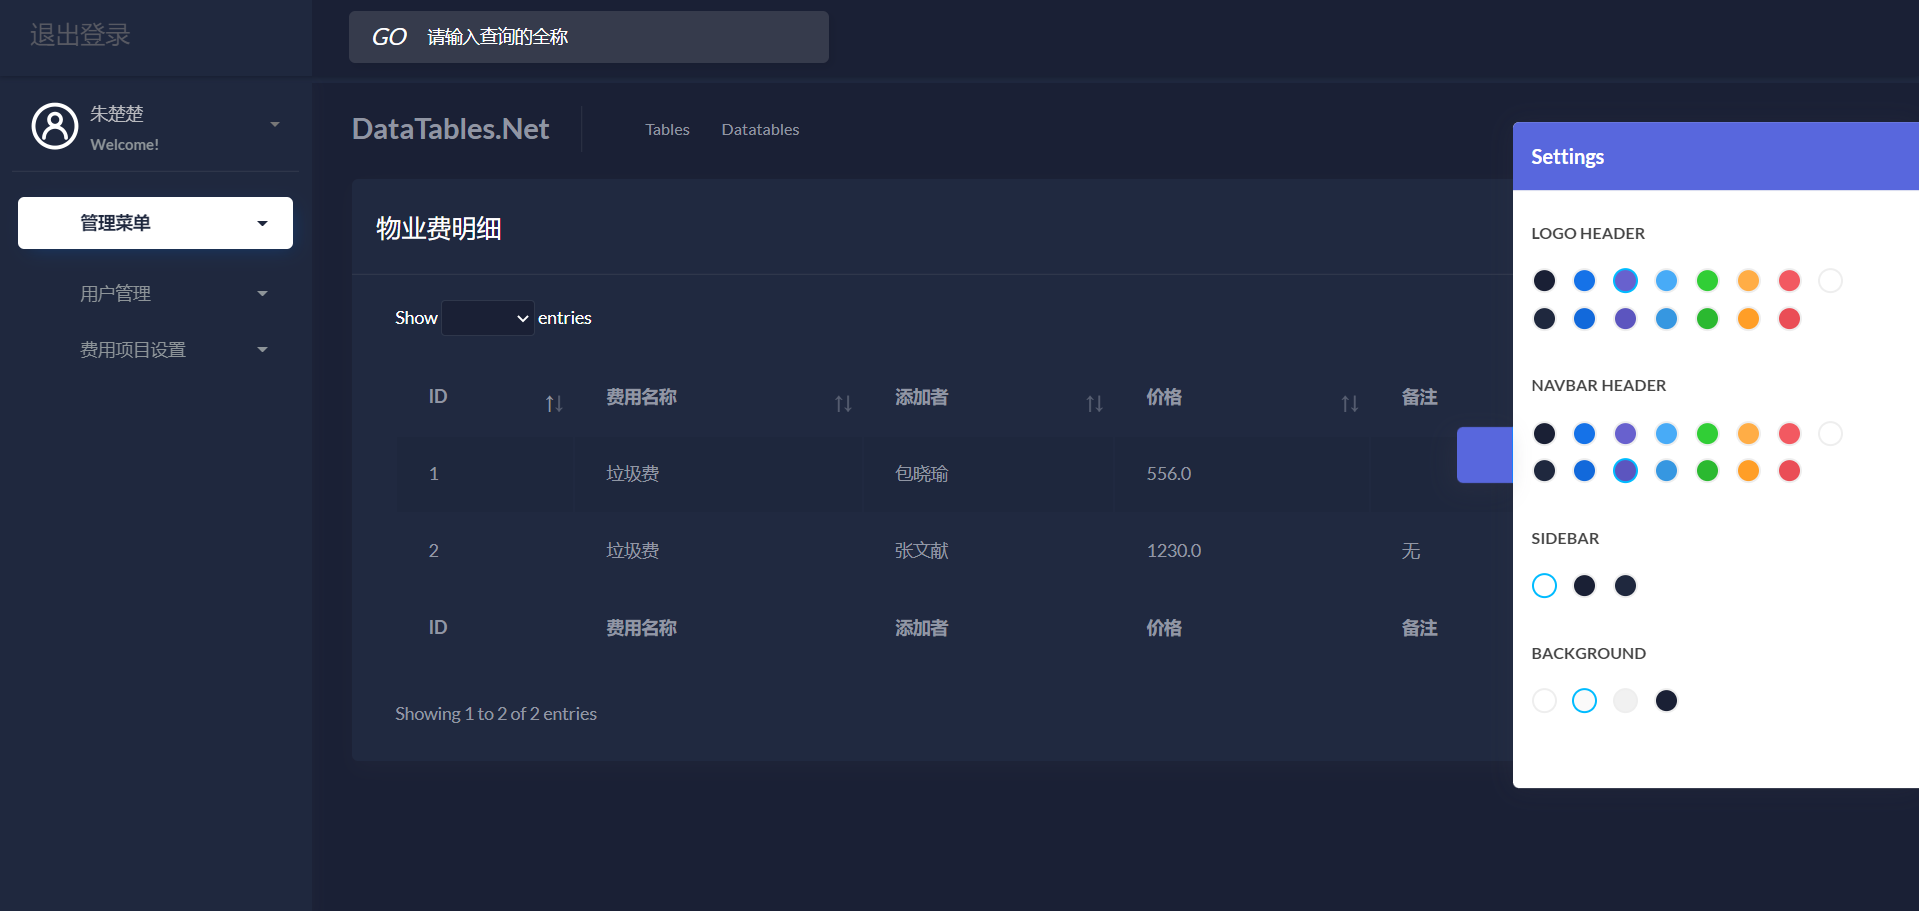 退出登录
GO 请输入查询的全称
朱楚楚
Welcome!
管理菜单
用户管理
费用项目设置
DataTables.Net
Tables Datatables
物业费明细
Show entries
ID 费用名称 添加者 价格 备注
1 垃圾费 包晓瑜 556.0
2 垃圾费 张文献 1230.0 无
ID 费用名称 添加者 价格 备注
Showing 1 to 2 of 2 entries
Settings
LOGO HEADER
NAVBAR HEADER
SIDEBAR
BACKGROUND